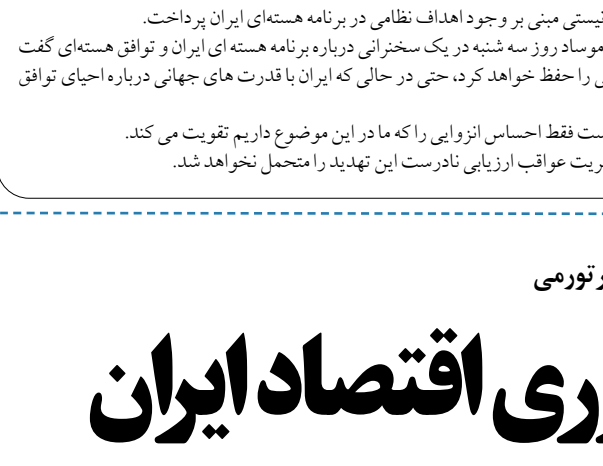 نیستی مبنی بر وجود اهداف نظامی در برنامه هسته‌ای ایران پرداخت.
موساد روز سه شنبه در یک سخنرانی درباره برنامه هسته ای ایران و توافق هسته‌ای گفت
را حفظ خواهد کرد، حتی در حالی که ایران با قدرت های جهانی درباره احیای توافق
ست فقط احساس انزوایی را که ما در این موضوع داریم تقویت می کند.
ریت عواقب ارزیابی نادرست این تهدید را متحمل نخواهد شد.
ر تورمی
ری اقتصاد ایران